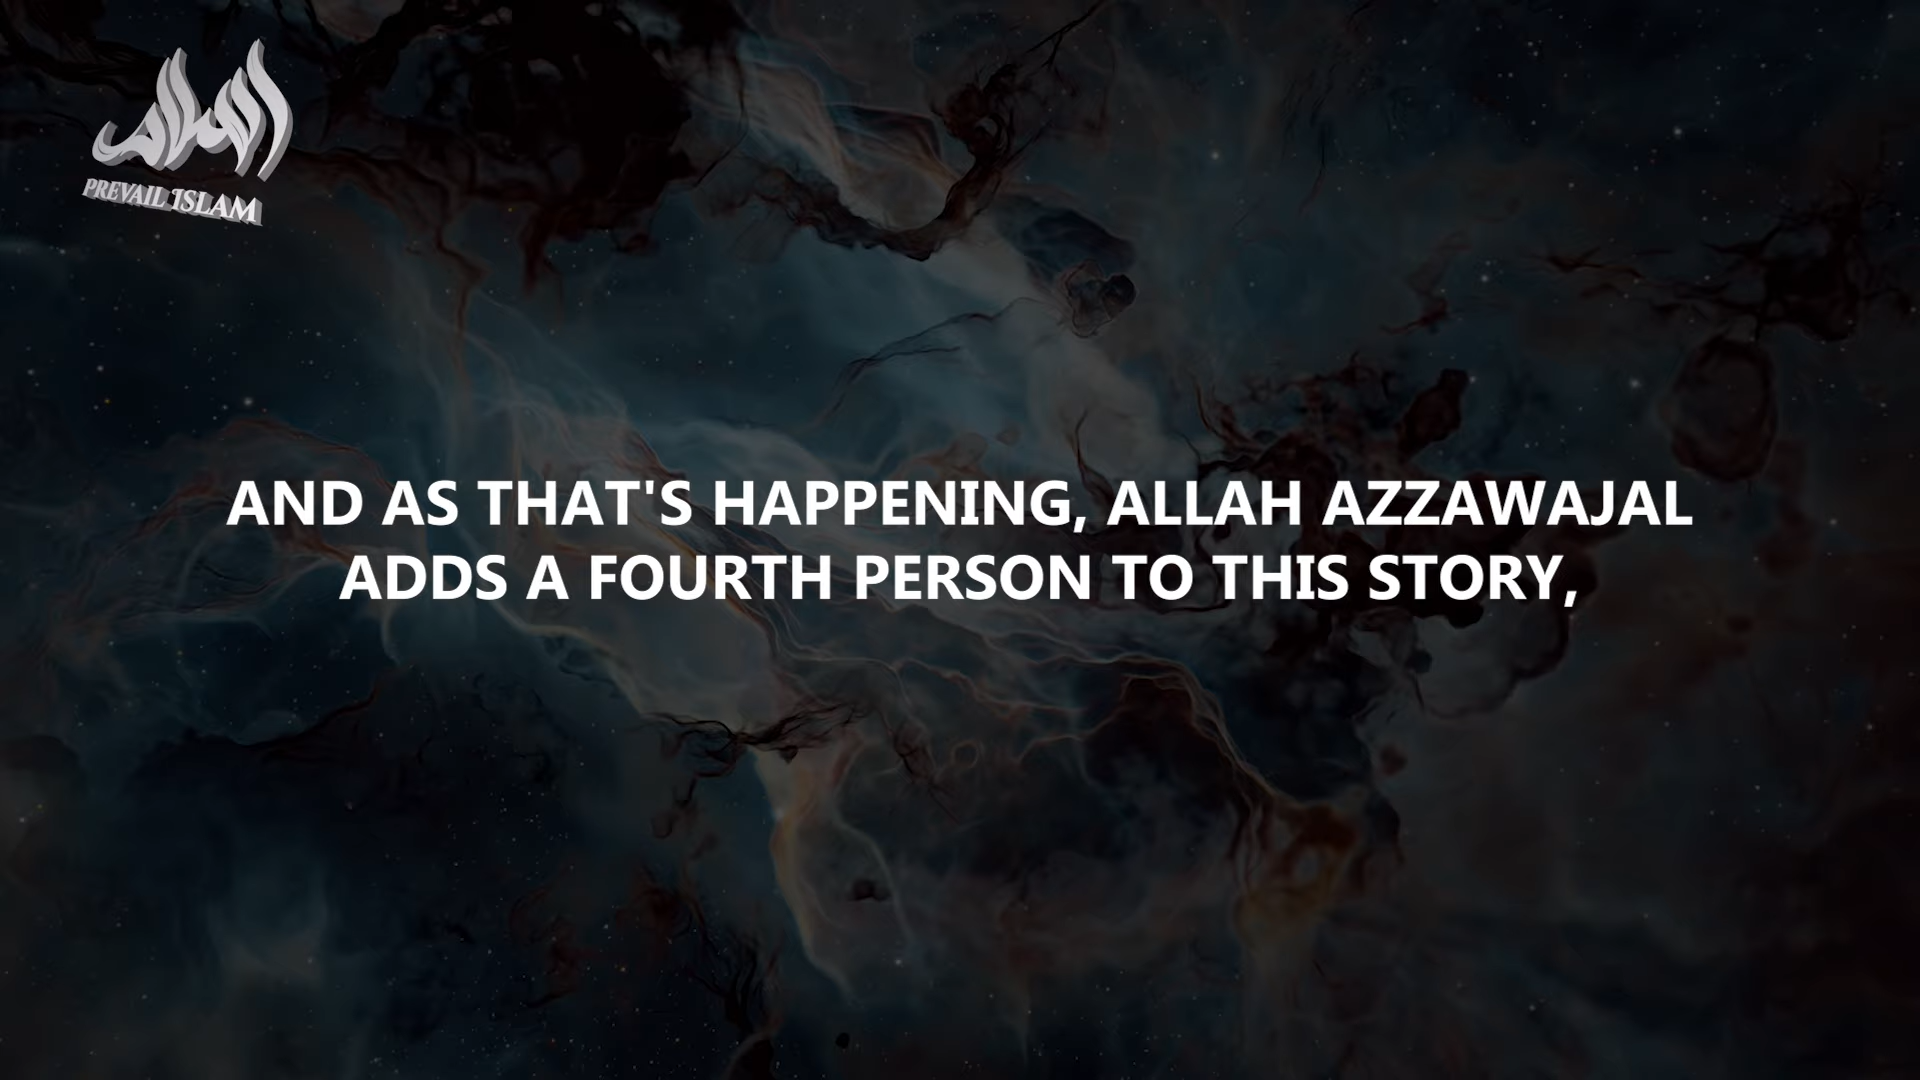 PREVAIL ISLAM
AND AS THAT'S HAPPENING, ALLAH AZZAWAJAL
ADDS A FOURTH PERSON TO THIS STORY,